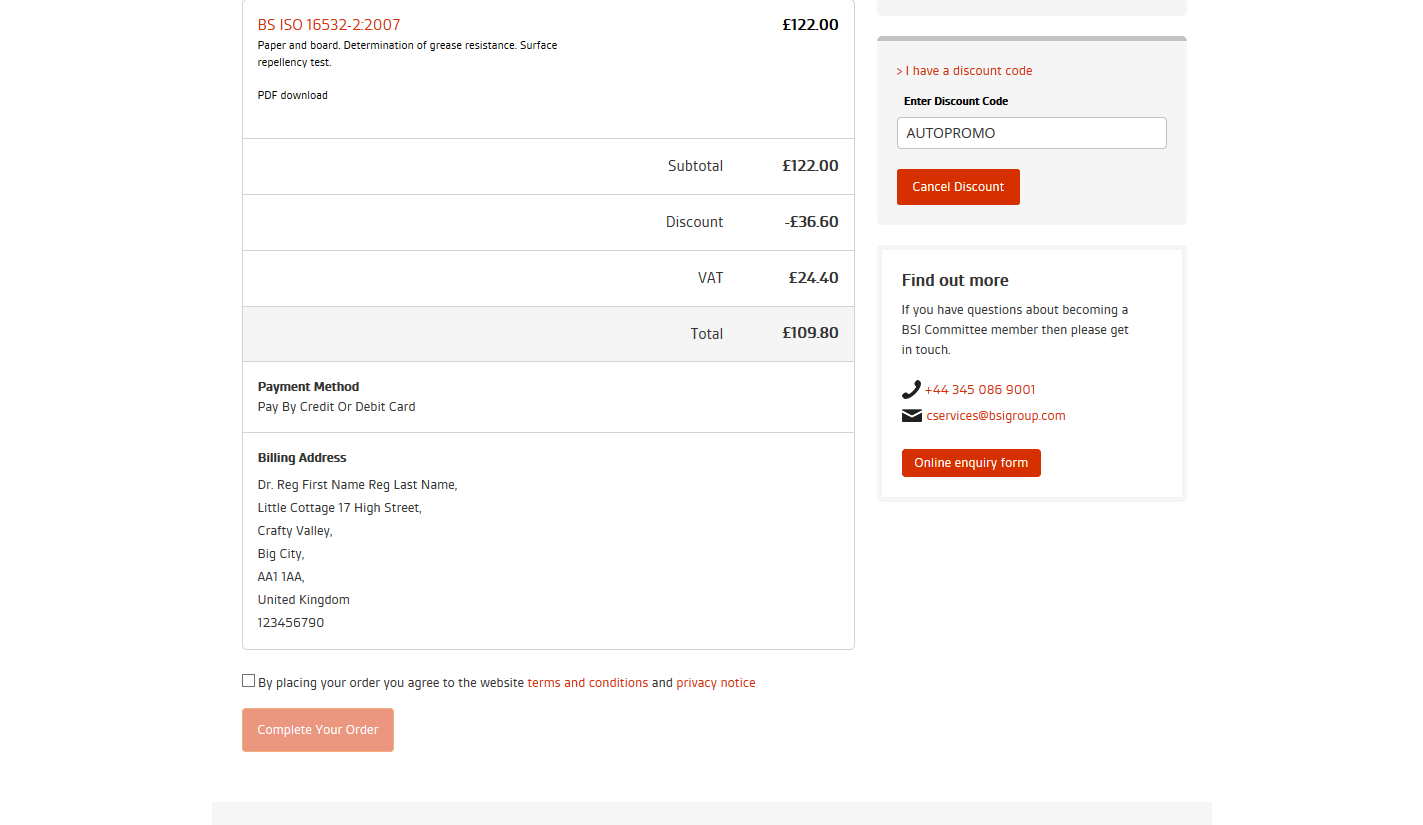 BS ISO 16532-2:2007 £122.00
Paper and board. Determination of grease resistance. Surface
repellency test.
PDF download
Subtotal £122.00
Discount -£36.60
VAT £24.40
Total £109.80
Payment Method
Pay By Credit Or Debit Card
Billing Address
Dr. Reg First Name Reg Last Name,
Little Cottage 17 High Street,
Crafty Valley,
Big City,
AA1 1AA,
United Kingdom
123456790
By placing your order you agree to the website terms and conditions and privacy notice
Complete Your Order
> I have a discount code
Enter Discount Code
AUTOPROMO
Cancel Discount
Find out more
If you have questions about becoming a
BSI Committee member then please get
in touch.
+44 345 086 9001
cservices@bsigroup.com
Online enquiry form